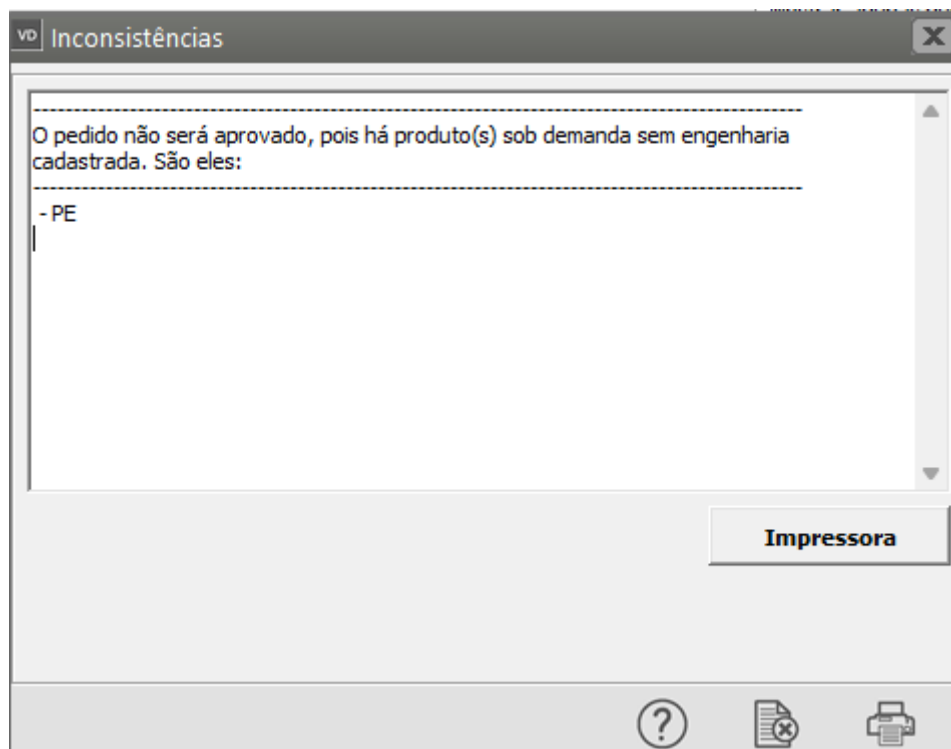 VD Inconsistências
--------------------------------------------------------------------------------
O pedido não será aprovado, pois há produto(s) sob demanda sem engenharia
cadastrada. São eles:
--------------------------------------------------------------------------------
- PE
Impressora